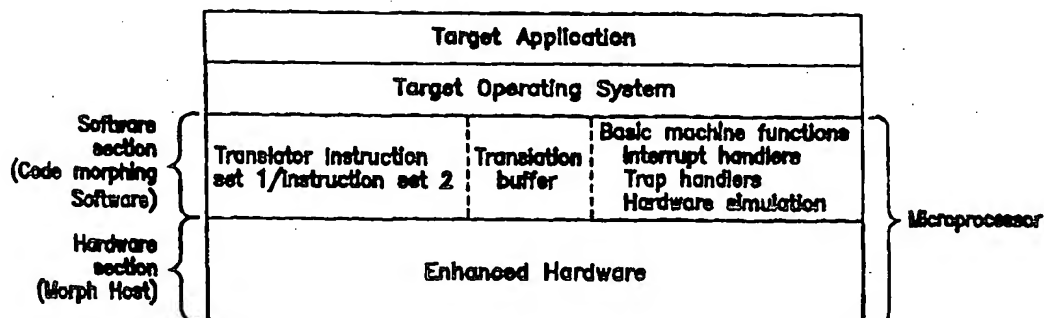 Target Application
Target Operating System
Software
section
(Code morphing
Software)
Translator Instruction
set 1/Instruction set 2
Translation
buffer
Basic machine functions
Interrupt handlers
Trap handlers
Hardware simulation
Microprocessor
Hardware
section
(Morph Host)
Enhanced Hardware